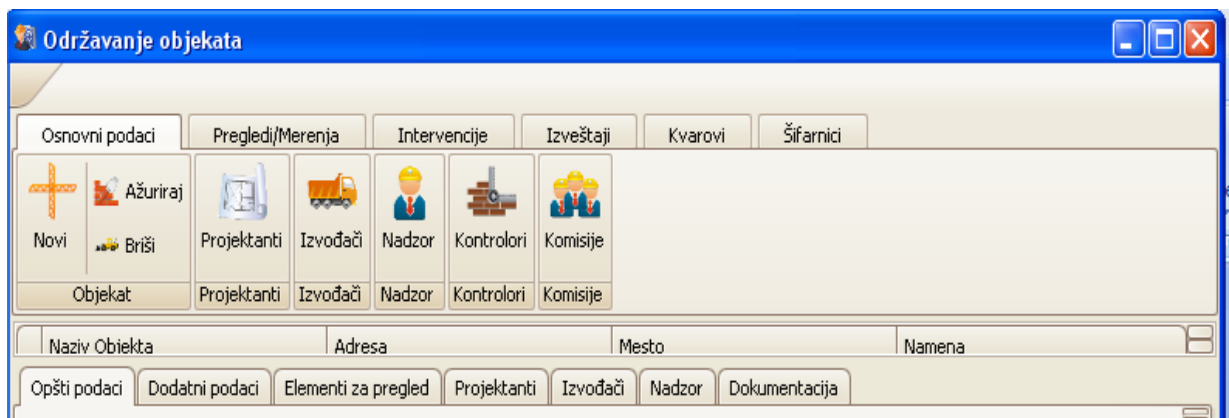 Održavanje objekata
Osnovni podaci Pregledi/Merenja Intervencije Izveštaji Kvarovi Šifarnici
Ažuriraj
Novi Briši Projektanti Izvođači Nadzor Kontrolori Komisije
Objekat Projektanti Izvođači Nadzor Kontrolori Komisije
Naziv Objekta Adresa Mesto Namena
Opšti podaci Dodatni podaci Elementi za pregled Projektanti Izvođači Nadzor Dokumentacija